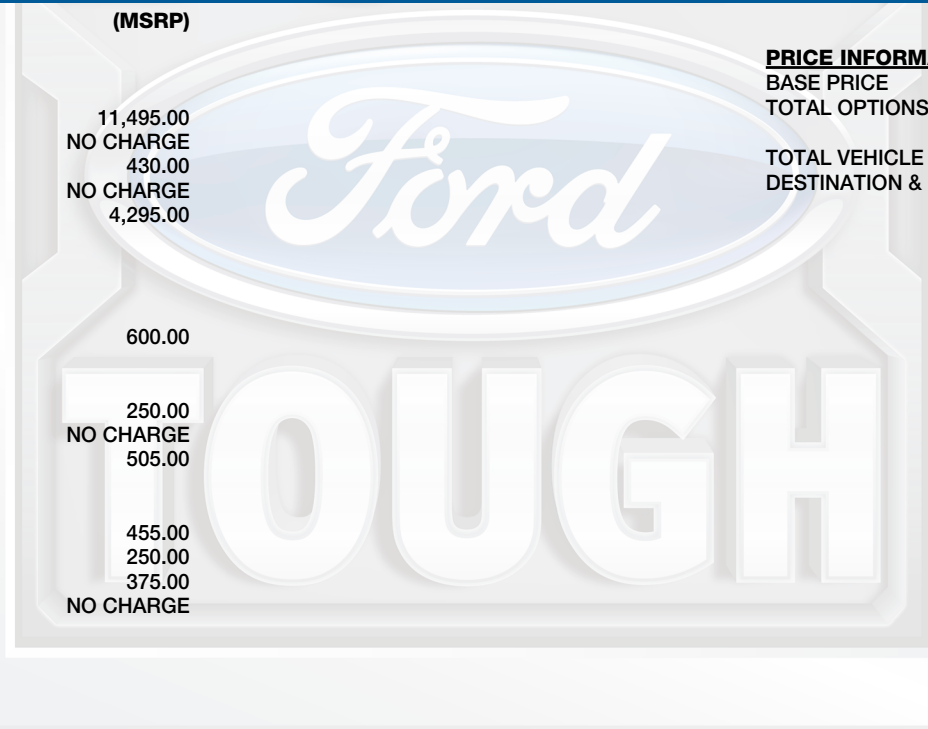 (MSRP)
11,495.00
NO CHARGE
430.00
NO CHARGE
4,295.00
600.00
250.00
NO CHARGE
505.00
455.00
250.00
375.00
NO CHARGE
PRICE
BASE PRICE
TOTAL OPTIONS
TOTAL VEHICLE
DESTINATION &
Ford
TOUGH